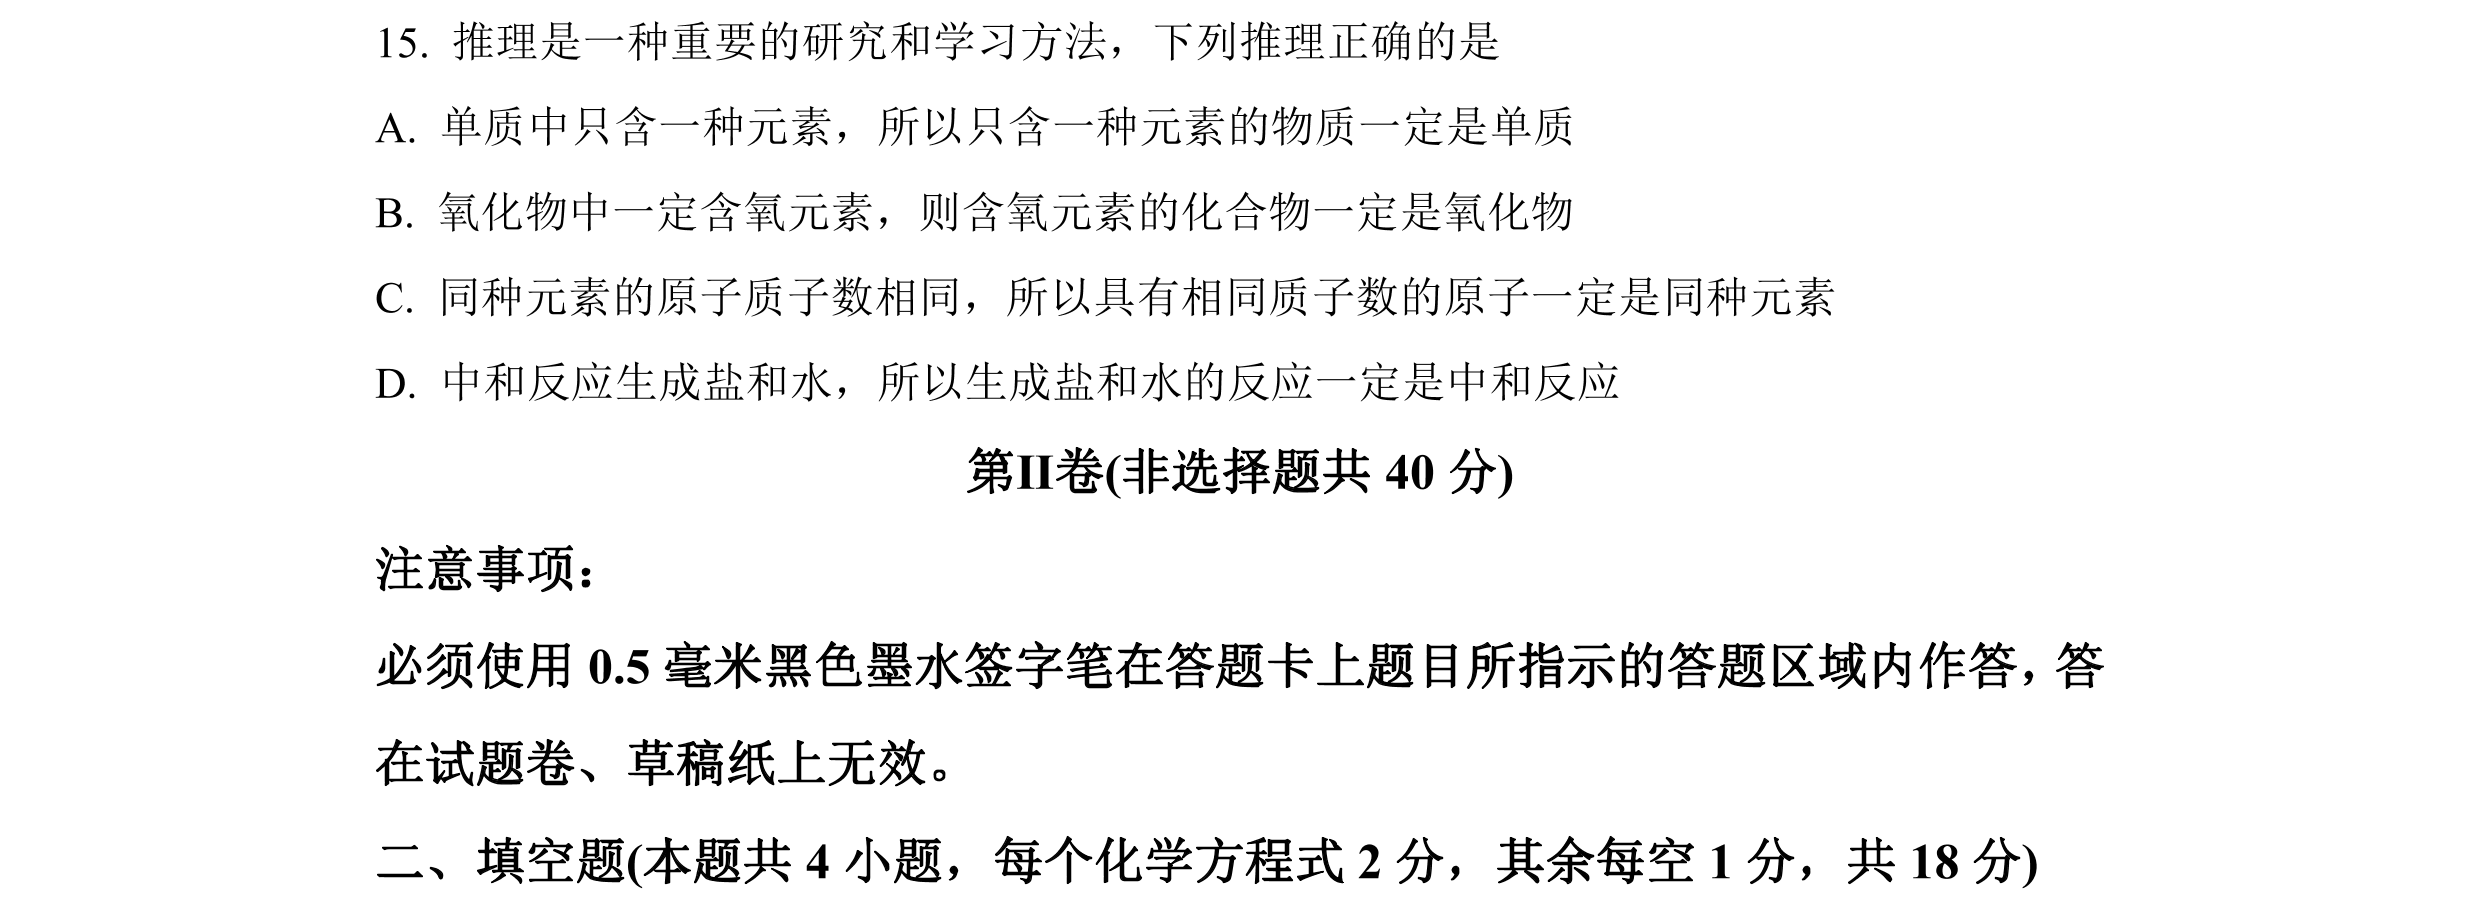 15. 推理是一种重要的研究和学习方法，下列推理正确的是
A. 单质中只含一种元素，所以只含一种元素的物质一定是单质
B. 氧化物中一定含氧元素，则含氧元素的化合物一定是氧化物
C. 同种元素的原子质子数相同，所以具有相同质子数的原子一定是同种元素
D. 中和反应生成盐和水，所以生成盐和水的反应一定是中和反应
第II卷(非选择题共 40 分)
注意事项：
必须使用 0.5 毫米黑色墨水签字笔在答题卡上题目所指示的答题区域内作答，答
在试题卷、草稿纸上无效。
二、填空题(本题共 4 小题，每个化学方程式 2 分，其余每空 1 分，共 18 分)